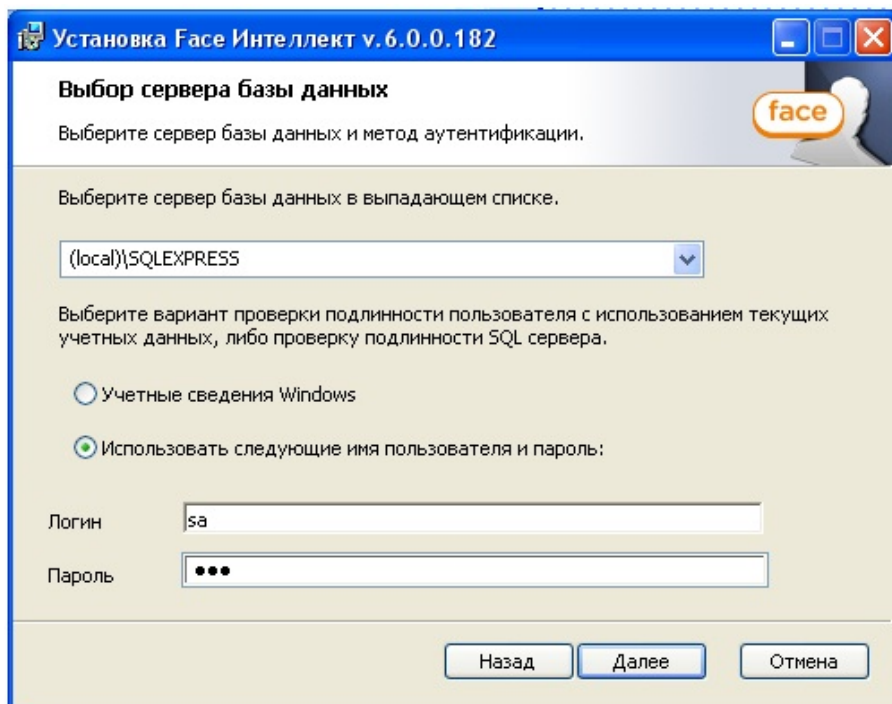 Установка Face Интеллект v.6.0.0.182
Выбор сервера базы данных
face
Выберите сервер базы данных и метод аутентификации.
Выберите сервер базы данных в выпадающем списке.
(local)\SQLEXPRESS
Выберите вариант проверки подлинности пользователя с использованием текущих
учетных данных, либо проверку подлинности SQL сервера.
Учетные сведения Windows
Использовать следующие имя пользователя и пароль:
Логин
sa
Пароль
●●●
Назад
Далее
Отмена